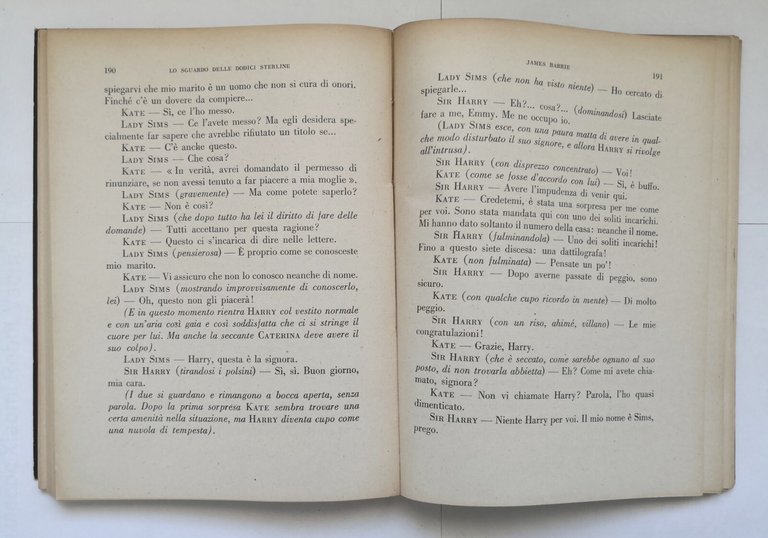 190
LO SGUARDO DELLE DODICI STERLINE
spiegarvi che mio marito è un uomo che non si cura di onori.
Finché c'è un dovere da compiere...
KATE — Sì, ce l'ho messo.
LADY SIMS — Ce l'avete messo? Ma egli desidera spe-
cialmente far sapere che avrebbe rifiutato un titolo se...
KATE — C'è anche questo.
LADY SIMS — Che cosa?
KATE — « In verità, avrei domandato il permesso di
rinunziare, se non avessi tenuto a far piacere a mia moglie ».
LADY SIMS (gravemente) — Ma come potete saperlo?
KATE — Non è così?
LADY SIMS (che dopo tutto ha lei il diritto di fare delle
domande) — Tutti accettano per questa ragione?
KATE — Questo ci s'incarica di dire nelle lettere.
LADY SIMS (pensierosa) — È proprio come se conosceste
mio marito.
KATE — Vi assicuro che non lo conosco neanche di nome.
LADY SIMS (mostrando improvvisamente di conoscerlo,
lei) — Oh, questo non gli piacerà!
(E in questo momento rientra HARRY col vestito normale
e con un'aria così gaia e così soddisfatta che ci si stringe il
cuore per lui. Ma anche la seccante CATERINA deve avere il
suo colpo).
LADY SIMS — Harry, questa è la signora.
SIR HARRY (tirandosi i polsini) — Sì, sì. Buon giorno,
mia cara.
(I due si guardano e rimangono a bocca aperta, senza
parola. Dopo la prima sorpresa KATE sembra trovare una
certa amenità nella situazione, ma HARRY diventa cupo come
una nuvola di tempesta).
JAMES BARRIE
191
LADY SIMS (che non ha visto niente) — Ho cercato di
spiegarle...
SIR HARRY — Eh?... cosa?... (dominandosi) Lasciate
fare a me, Emmy. Me ne occupo io.
(LADY SIMS esce, con una paura matta di avere in qual-
che modo disturbato il suo signore, e allora HARRY si rivolge
all'intrusa).
SIR HARRY (con disprezzo concentrato) — Voi!
KATE (come se fosse d'accordo con lui) — Sì, è buffo.
SIR HARRY — Avere l'impudenza di venir qui.
KATE — Credetemi, è stata una sorpresa per me come
per voi. Sono stata mandata qui con uno dei soliti incarichi.
Mi hanno dato soltanto il numero della casa: neanche il nome.
SIR HARRY (fulminandola) — Uno dei soliti incarichi!
Fino a questo siete discesa: una dattilografa!
KATE (non fulminata) — Pensate un po'!
SIR HARRY — Dopo averne passate di peggio, sono
sicuro.
KATE (con qualche cupo ricordo in mente) — Di molto
peggio.
SIR HARRY (con un riso, ahimé, villano) — Le mie
congratulazioni!
KATE — Grazie, Harry.
SIR HARRY (che è seccato, come sarebbe ognuno al suo
posto, di non trovarla abbietta) — Eh? Come mi avete chia-
mato, signora?
KATE — Non vi chiamate Harry? Parola, l'ho quasi
dimenticato.
SIR HARRY — Niente Harry per voi. Il mio nome è Sims,
prego.